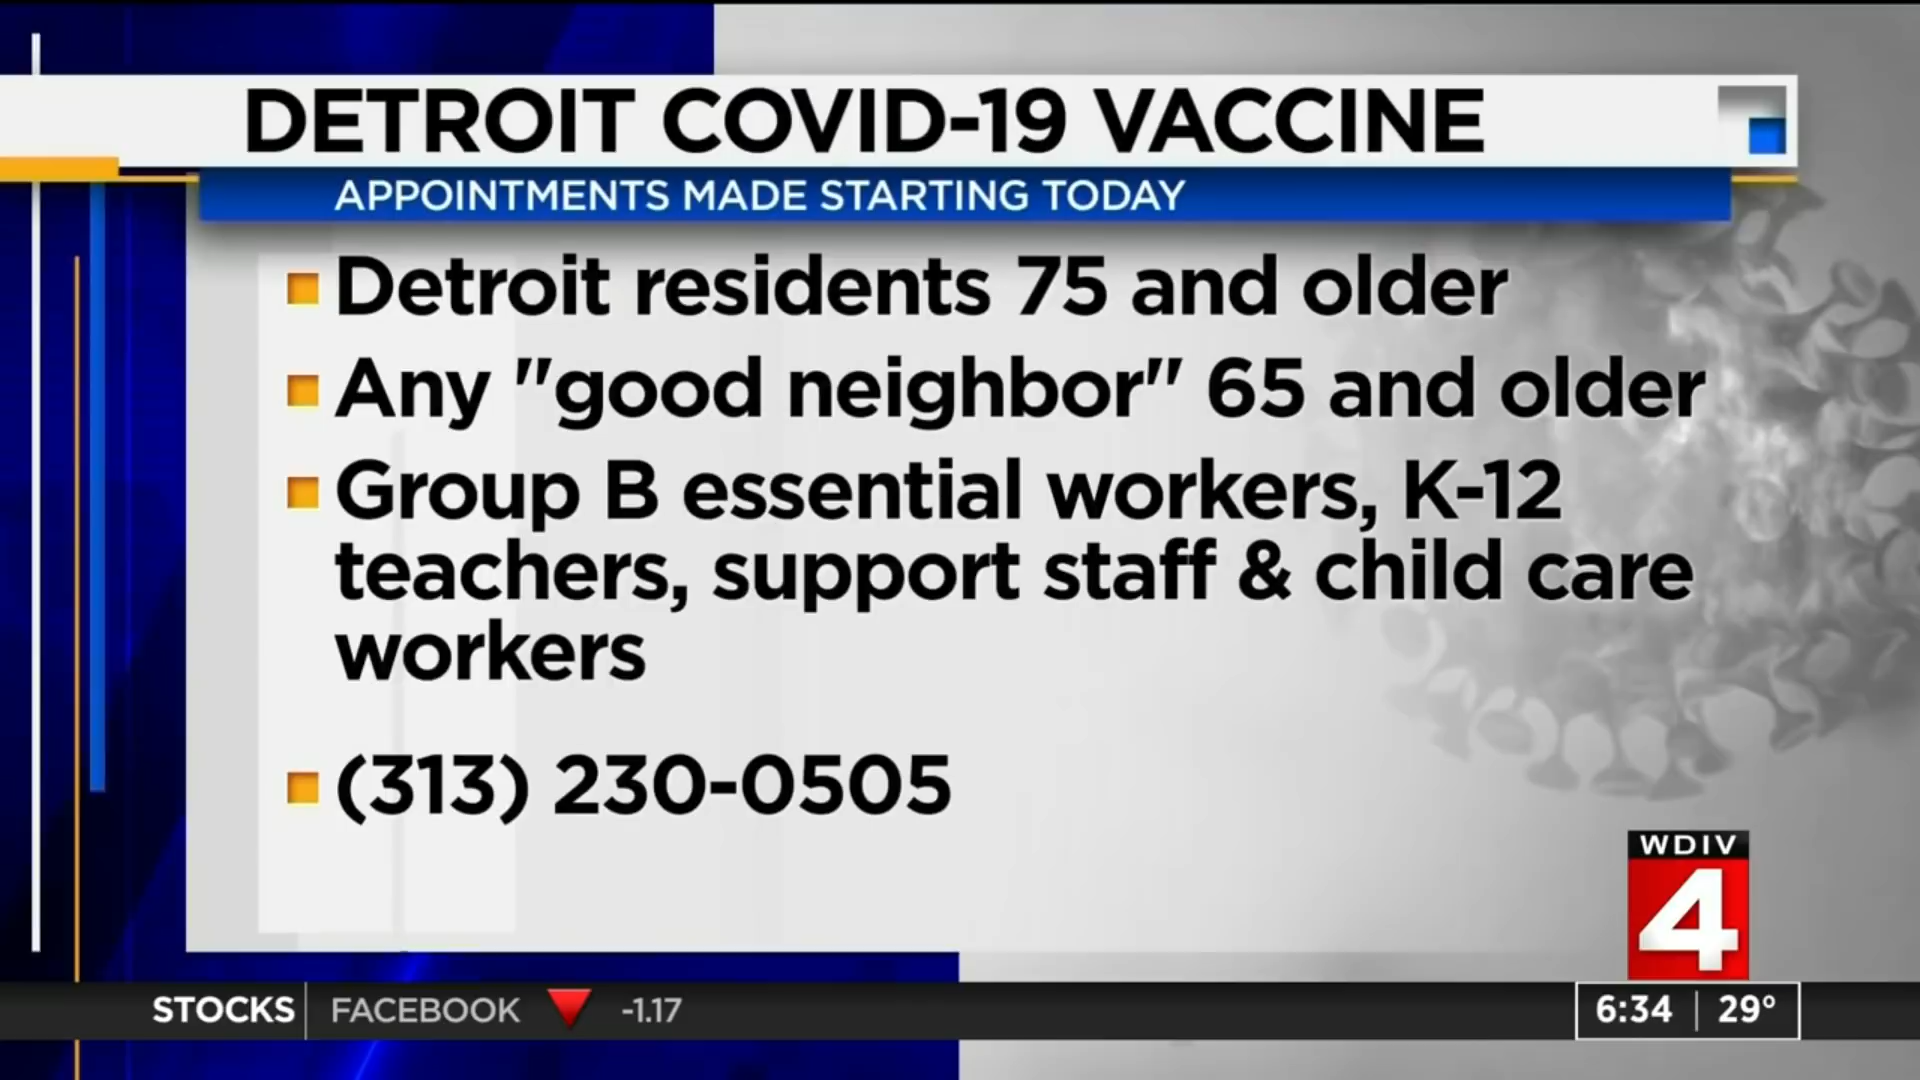 DETROIT COVID-19 VACCINE
APPOINTMENTS MADE STARTING TODAY
Detroit residents 75 and older
Any "good neighbor" 65 and older
Group B essential workers, K-12
teachers, support staff & child care
workers
(313) 230-0505
WDIV
4
STOCKS FACEBOOK -1.17
6:34 29°